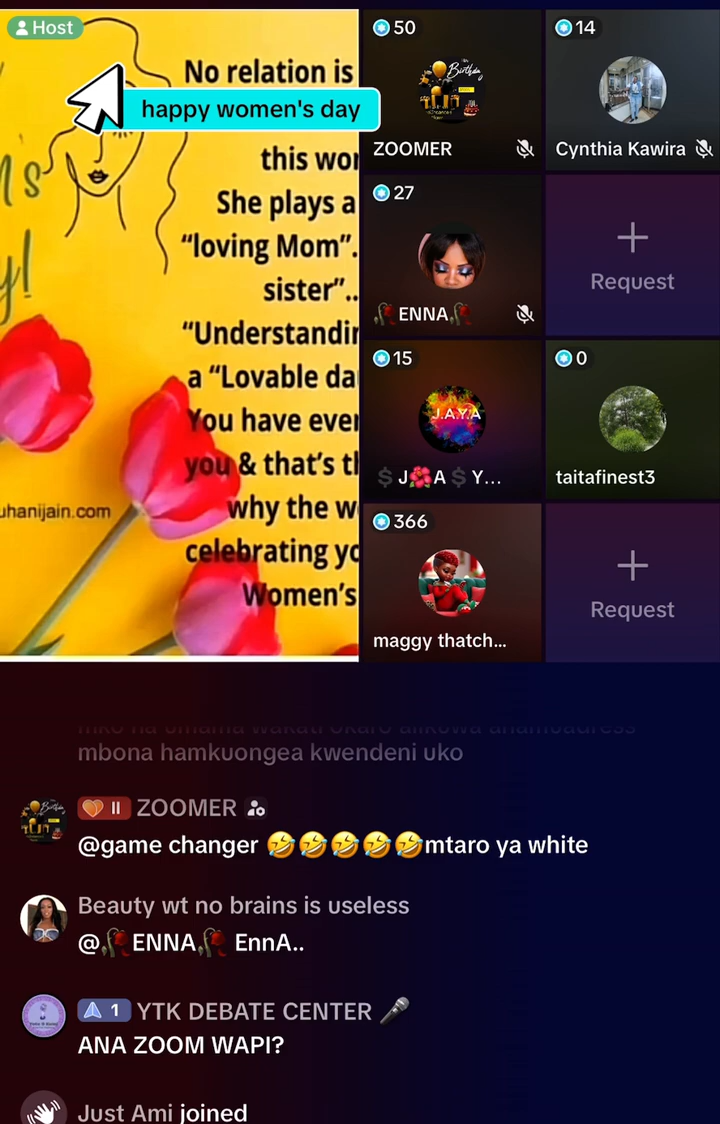 Host
No relation is
happy women's day
this wor
She plays a
“loving Mom”.
sister”..
“Understandin
a “Lovable da
You have ever
you & that’s th
why the w
celebrating yo
Women’s
n's
y!
uhanijain.com
50
Birthday
ZOOMER
14
Cynthia Kawira
27
🥀ENNA🥀
Request
15
J.A.Y.A
$J🌺A$Y...
0
taitafinest3
366
maggy thatch...
Request
mbona hamkuongea kwendeni uko
II ZOOMER
@game changer 🤣🤣🤣🤣🤣mtaro ya white
Beauty wt no brains is useless
@🥀ENNA🥀 EnnA..
1 YTK DEBATE CENTER 🎤
ANA ZOOM WAPI?
Just Ami joined